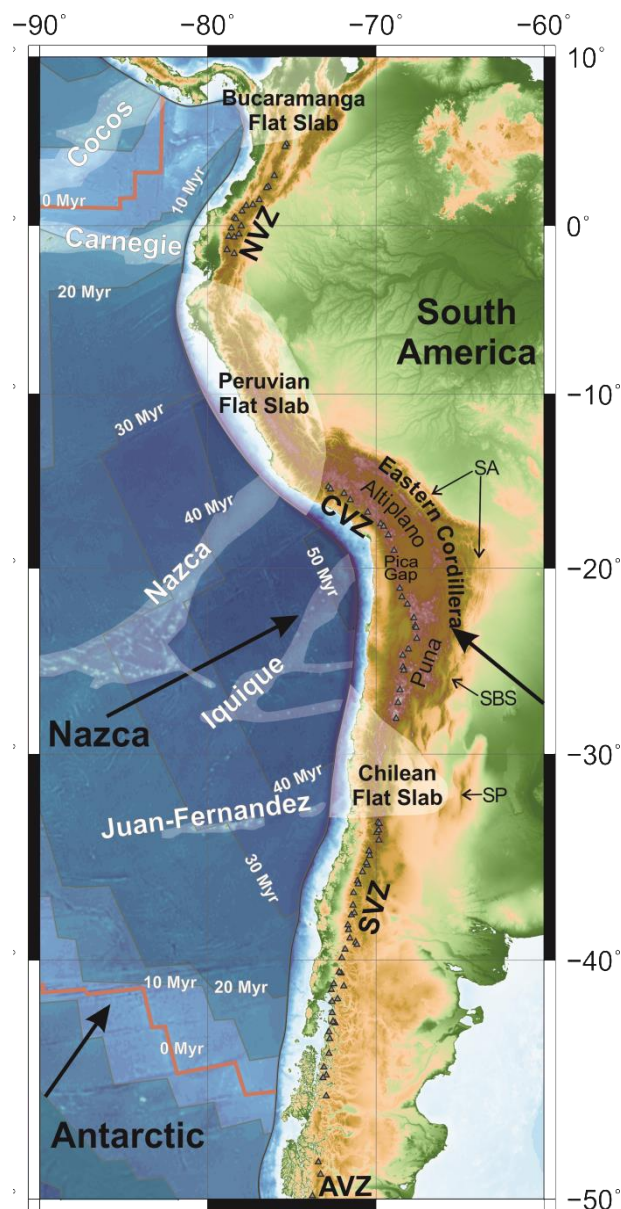 −90° −80° −70° −60°
10°
Bucaramanga
Flat Slab
Cocos
0 Myr
10 Myr
NVZ
0°
Carnegie
20 Myr
South
America
Peruvian
Flat Slab
−10°
30 Myr
Eastern Cordillera
SA
Altiplano
40 Myr
CVZ
Nazca
50 Myr
Pica
Gap
−20°
Iquique
Puna
SBS
Nazca
−30°
40 Myr
Chilean
Flat Slab
SP
Juan-Fernandez
30 Myr
SVZ
−40°
10 Myr
20 Myr
0 Myr
Antarctic
AVZ
−50°